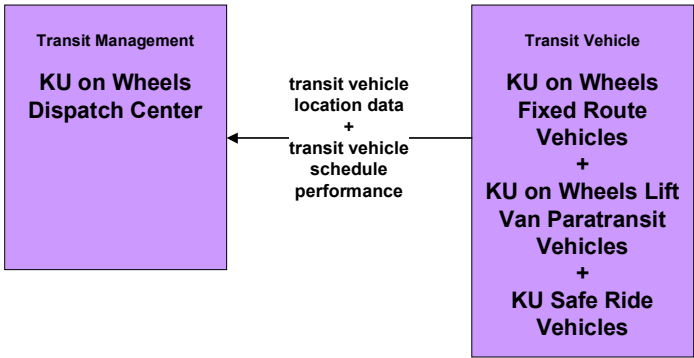 Transit Management
KU on Wheels
Dispatch Center
transit vehicle
location data
+
transit vehicle
schedule
performance
Transit Vehicle
KU on Wheels
Fixed Route
Vehicles
+
KU on Wheels Lift
Van Paratransit
Vehicles
+
KU Safe Ride
Vehicles